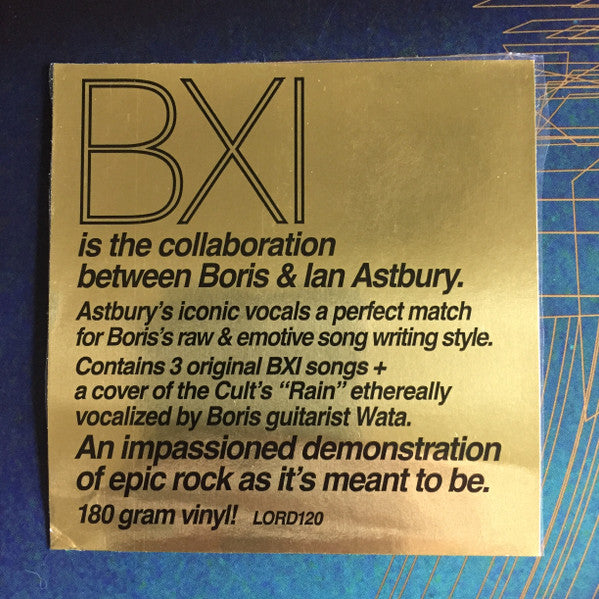 BXI
is the collaboration
between Boris & Ian Astbury.
Astbury's iconic vocals a perfect match
for Boris's raw & emotive song writing style.
Contains 3 original BXI songs +
a cover of the Cult's “Rain” ethereally
vocalized by Boris guitarist Wata.
An impassioned demonstration
of epic rock as it's meant to be.
180 gram vinyl! LORD120